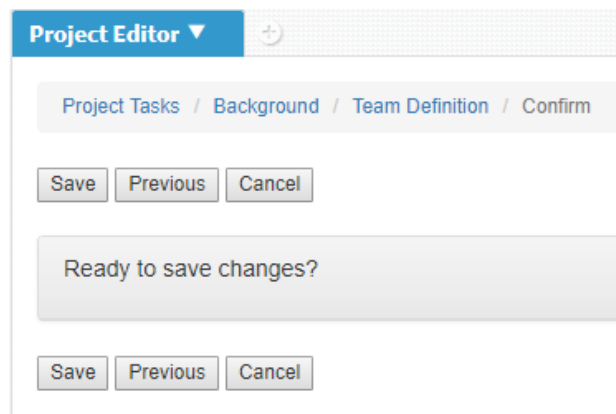 Project Editor ▼
Project Tasks / Background / Team Definition / Confirm
Save Previous Cancel
Ready to save changes?
Save Previous Cancel